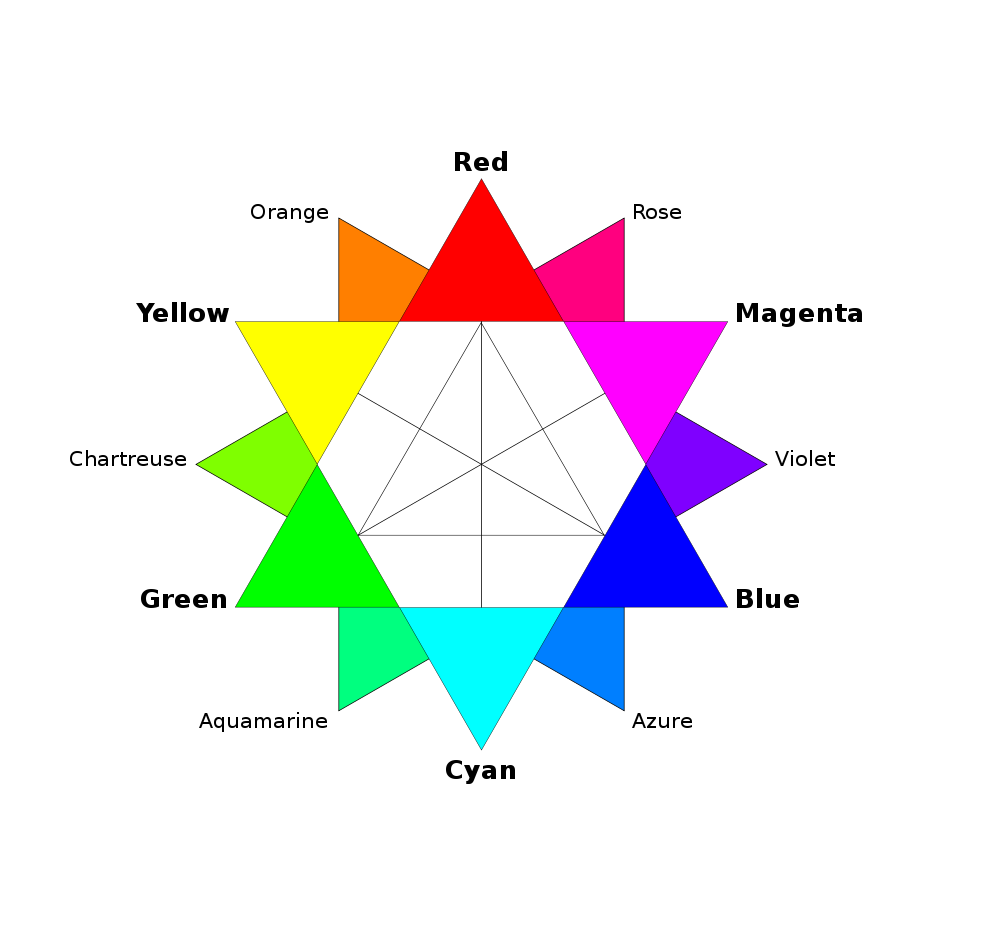 Red
Orange
Rose
Yellow
Magenta
Chartreuse
Violet
Green
Blue
Aquamarine
Azure
Cyan